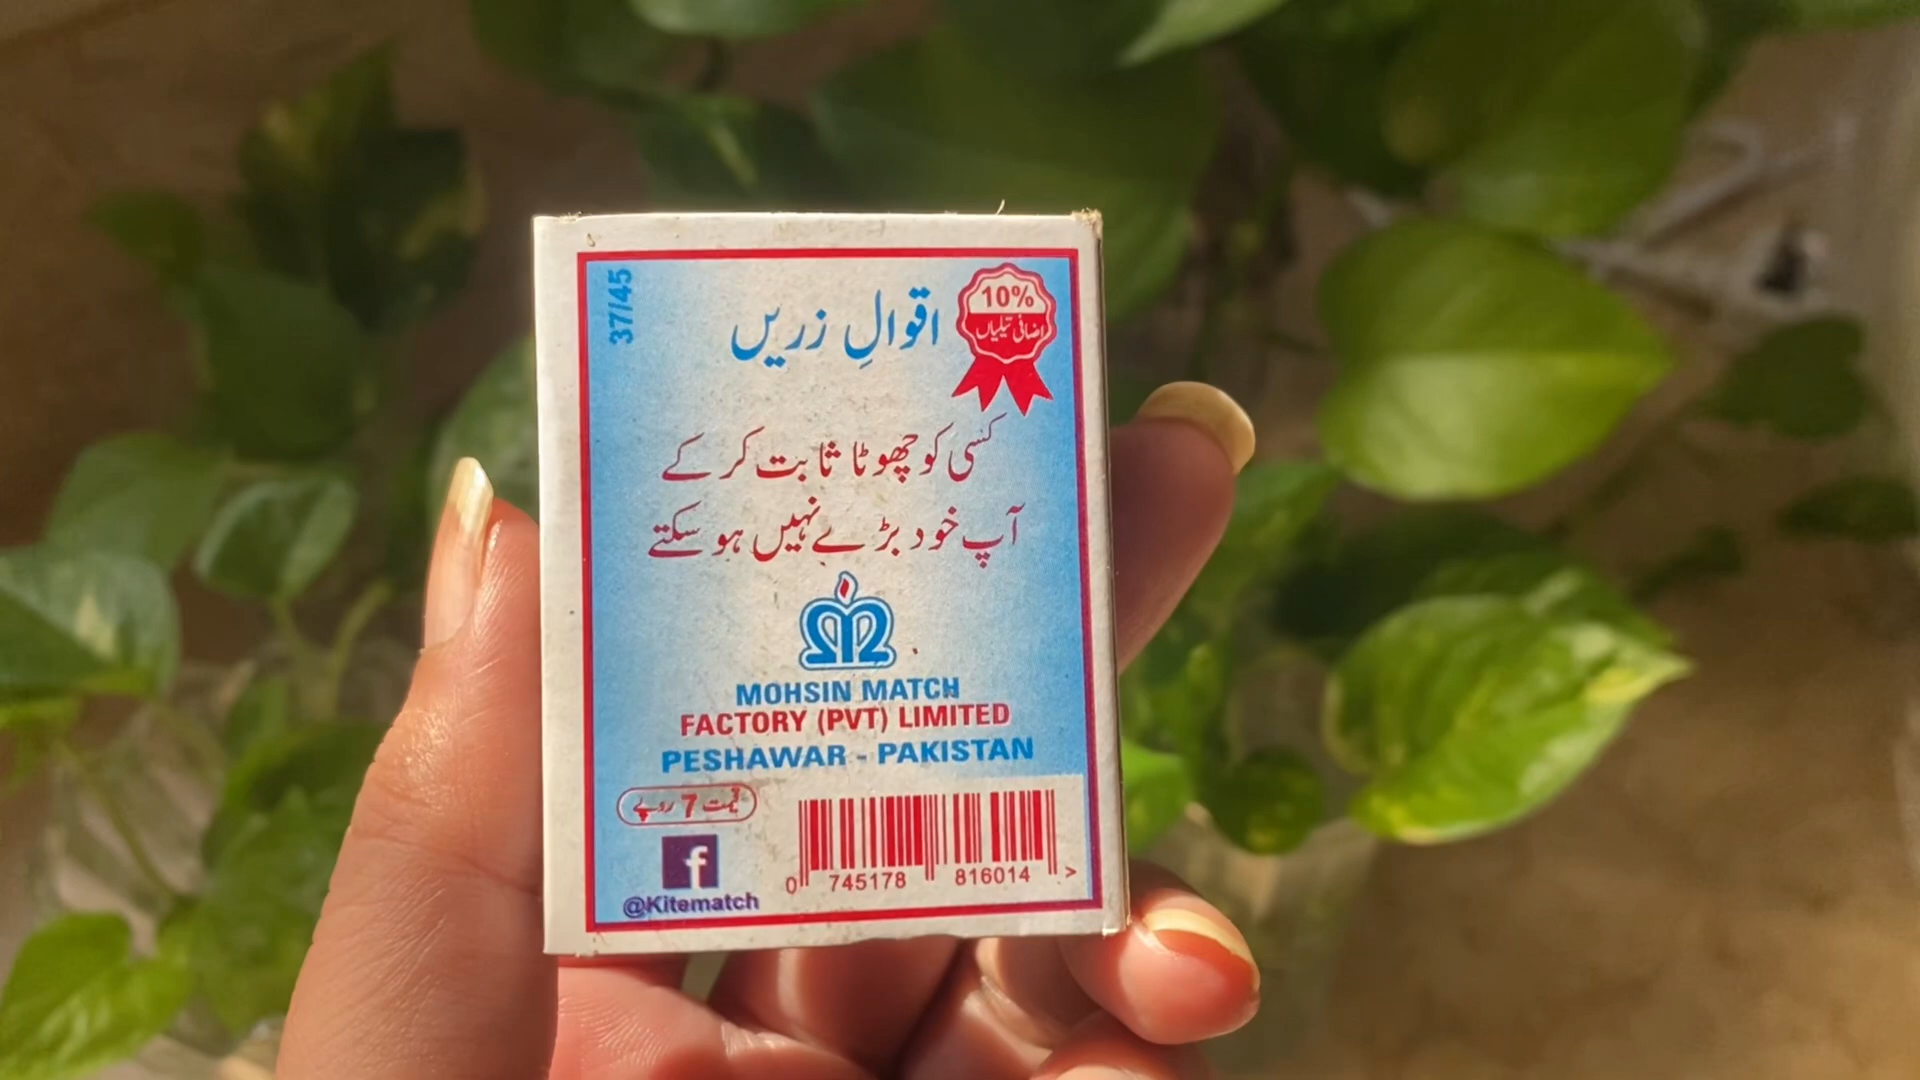 37/45
اقوالِ زریں
10%
اضافی تیلیاں
کسی کو چھوٹا ثابت کر کے
آپ خود بڑے نہیں ہو سکتے
MOHSIN MATCH
FACTORY (PVT) LIMITED
PESHAWAR - PAKISTAN
قیمت 7 روپے
f
@Kitematch
0 745178 816014 >